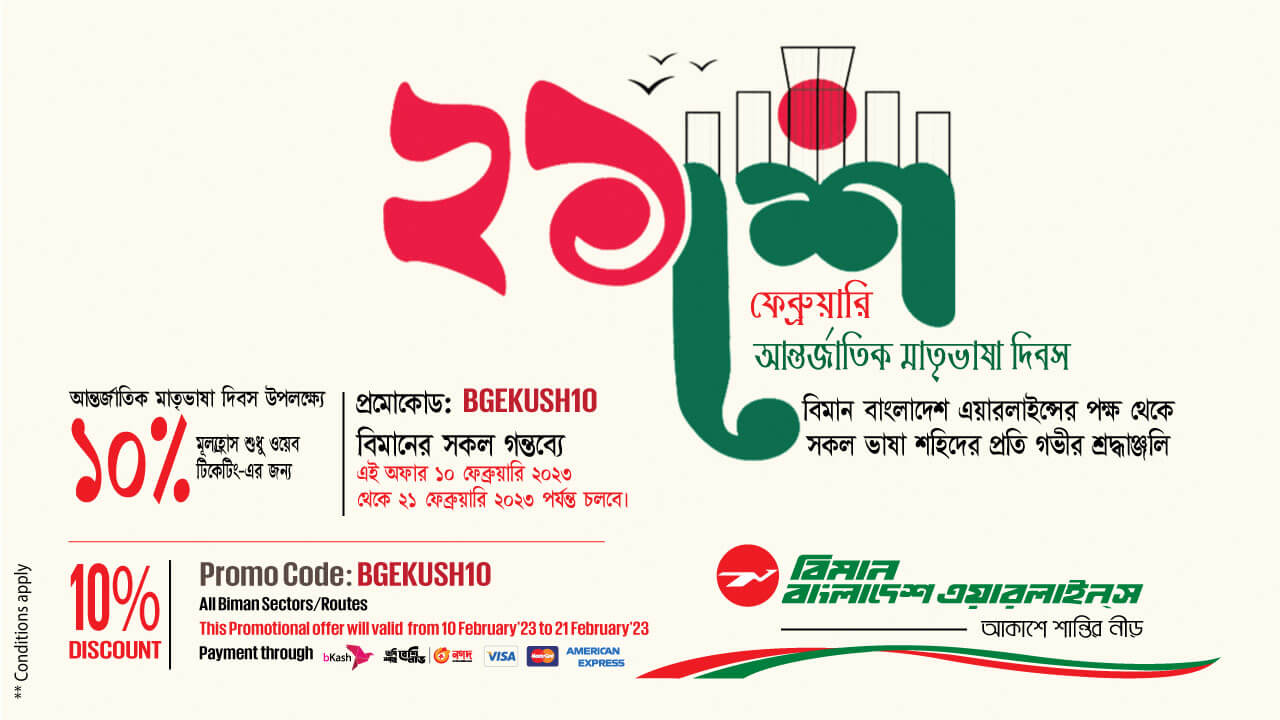 ২১শে
ফেব্রুয়ারি
আন্তর্জাতিক মাতৃভাষা দিবস
বিমান বাংলাদেশ এয়ারলাইন্সের পক্ষ থেকে
সকল ভাষা শহিদের প্রতি গভীর শ্রদ্ধাঞ্জলি
আন্তর্জাতিক মাতৃভাষা দিবস উপলক্ষ্যে
১০%
মূল্যহ্রাস শুধু ওয়েব
টিকেটিং-এর জন্য
প্রমোকোড: BGEKUSH10
বিমানের সকল গন্তব্যে
এই অফার ১০ ফেব্রুয়ারি ২০২৩
থেকে ২১ ফেব্রুয়ারি ২০২৩ পর্যন্ত চলবে।
10%
DISCOUNT
Promo Code: BGEKUSH10
All Biman Sectors/Routes
This Promotional offer will valid from 10 February'23 to 21 February'23
Payment through bKash নগদ VISA MasterCard AMERICAN EXPRESS
** Conditions apply
বিমান
বাংলাদেশ এয়ারলাইন্স
আকাশে শান্তির নীড়